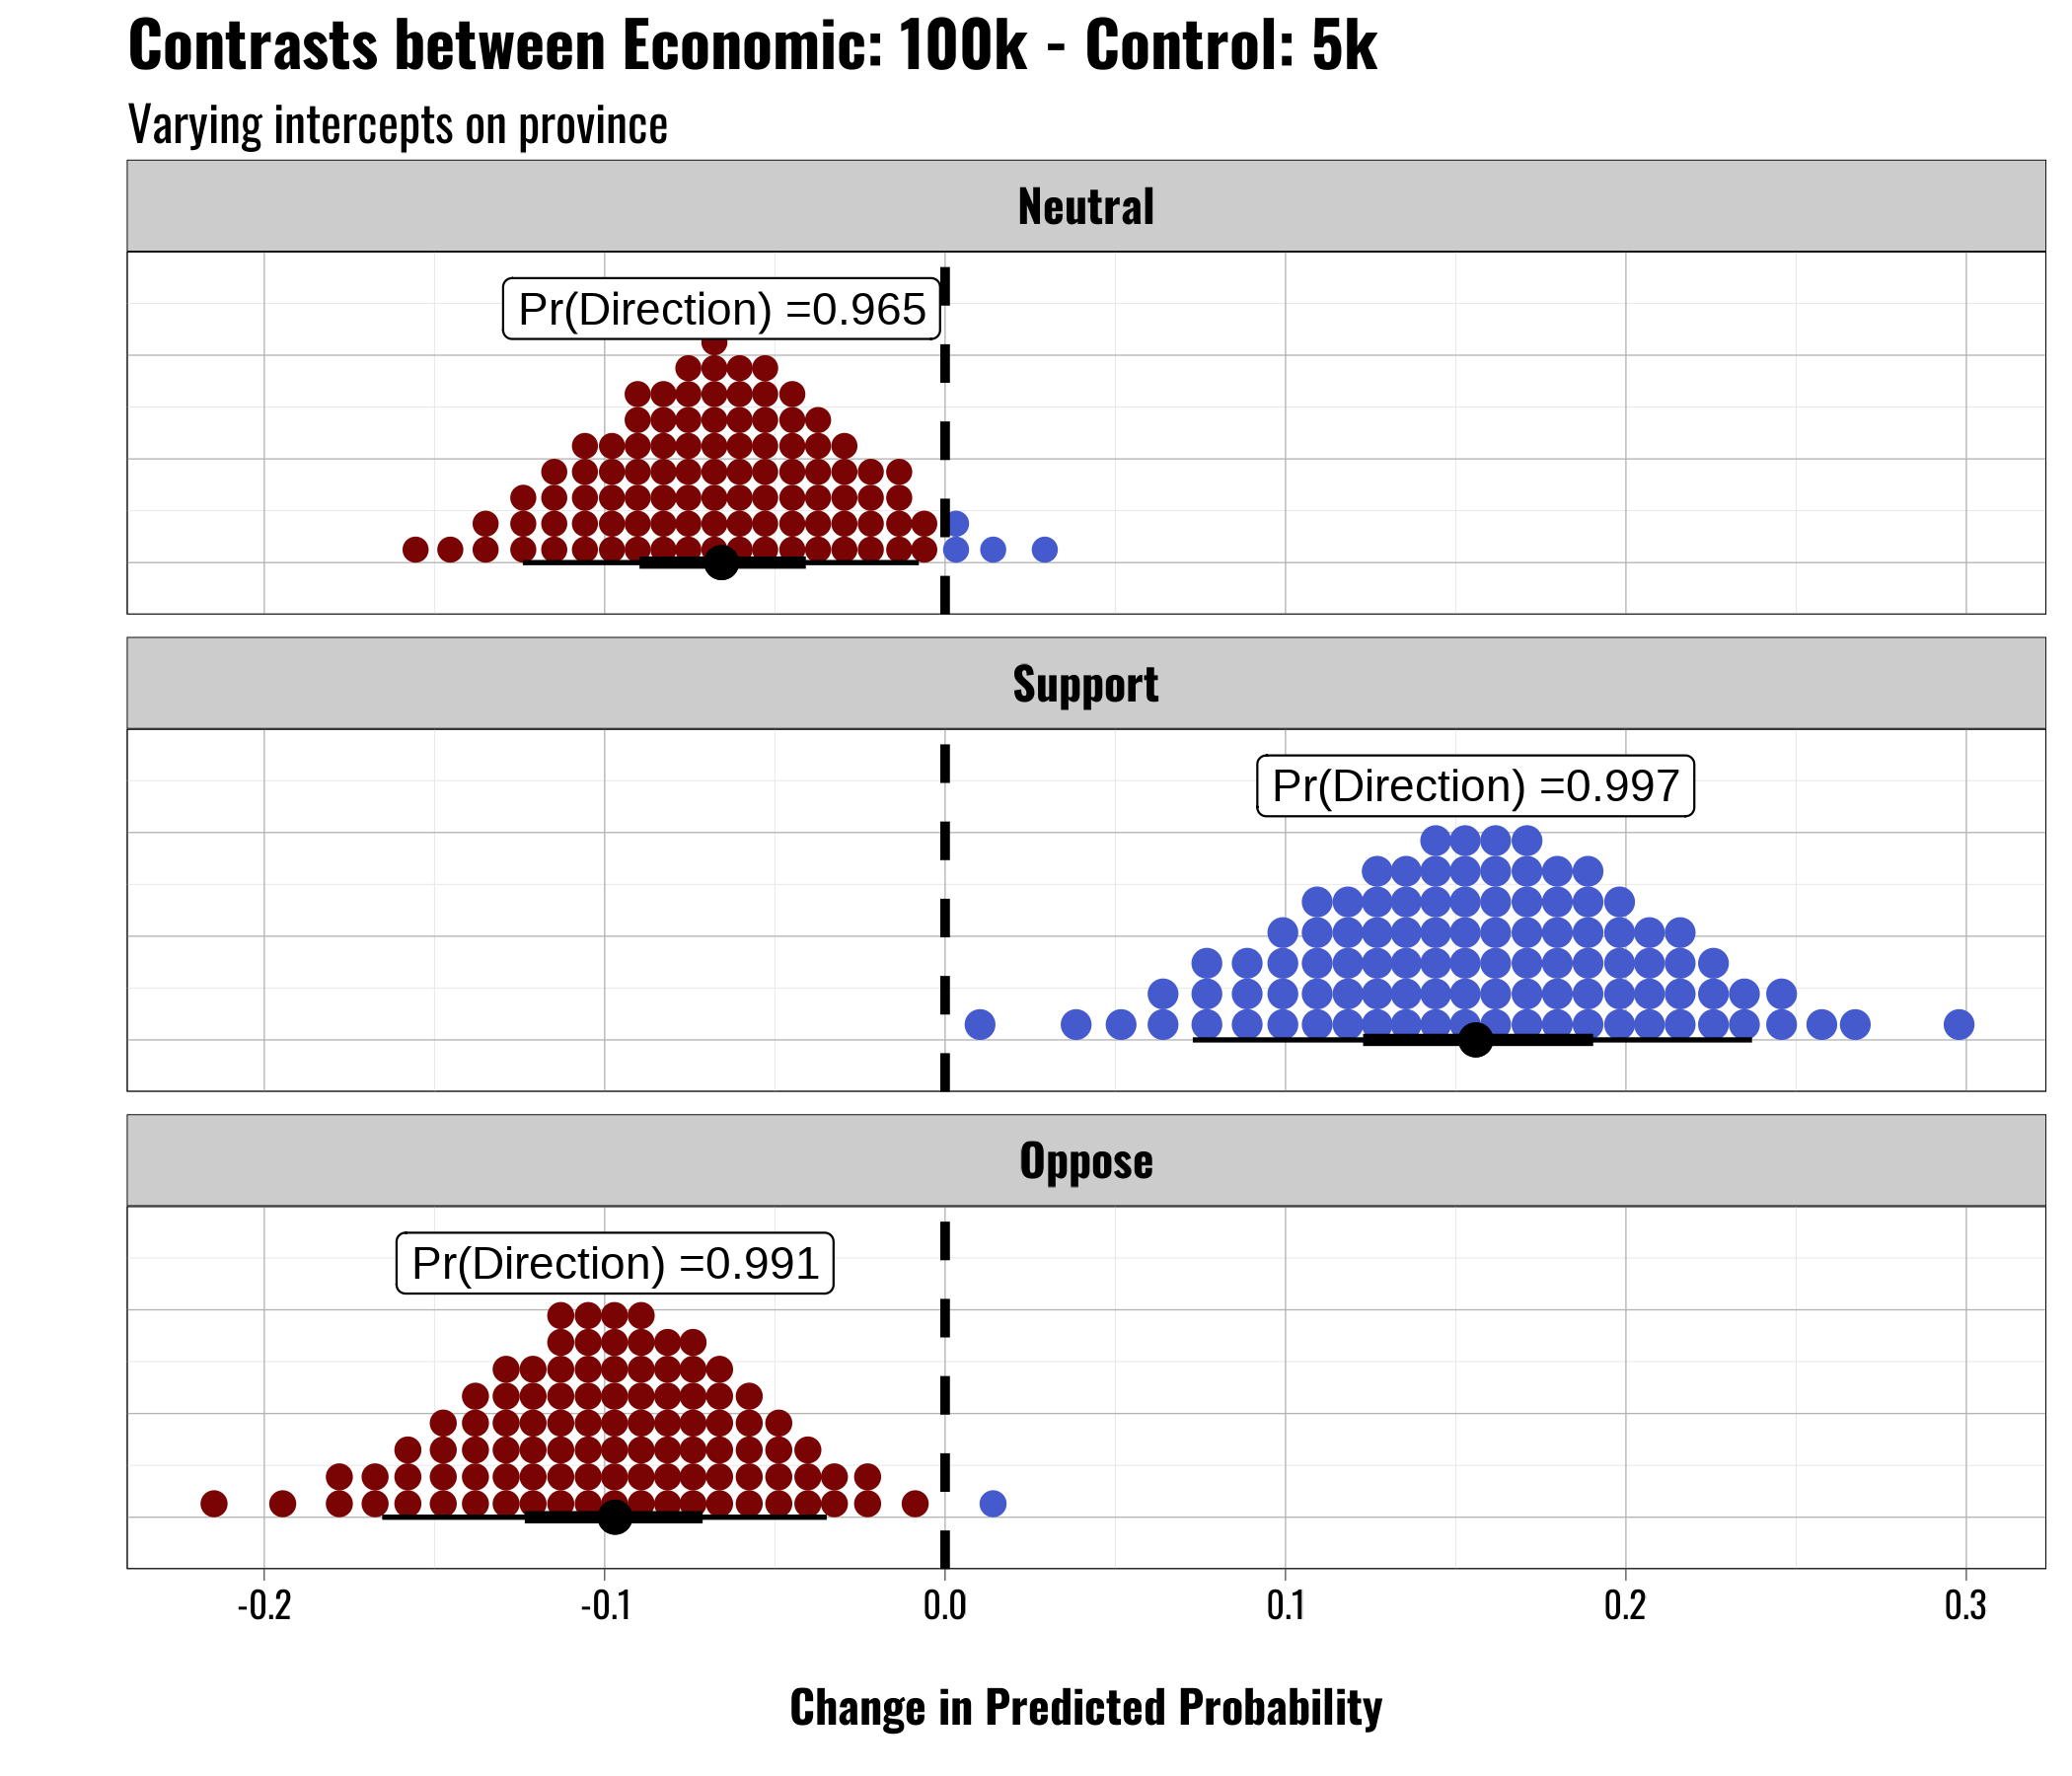 Contrasts between Economic: 100k - Control: 5k
Varying intercepts on province
Neutral
Pr(Direction) =0.965
Support
Pr(Direction) =0.997
Oppose
Pr(Direction) =0.991
-0.2 -0.1 0.0 0.1 0.2 0.3
Change in Predicted Probability